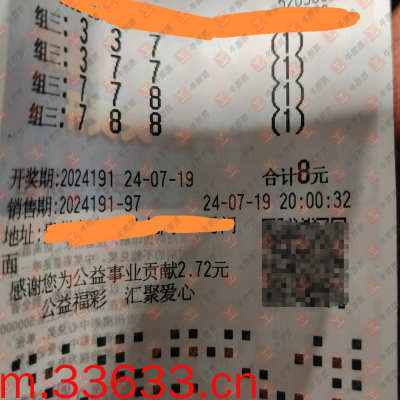 组三: 3 3 7 (1)
组三: 3 7 7 (1)
组三: 7 7 8 (1)
组三: 7 8 8 (1)
开奖期:2024191 24-07-19 合计8元
销售期:2024191-97 24-07-19 20:00:32
地址:
面
感谢您为公益事业贡献2.72元
公益福彩 汇聚爱心
m.33633.cn